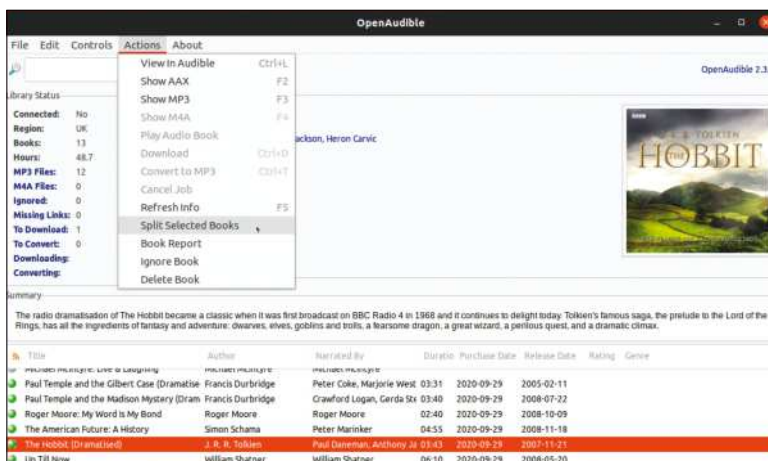 OpenAudible
File Edit Controls Actions About
OpenAudible 2.3
View In Audible Ctrl+L
Show AAX F2
Show MP3 F3
Show M4A F4
Play Audio Book
Download Ctrl+D
Convert to MP3 Ctrl+T
Cancel Job
Refresh Info F5
Split Selected Books
Book Report
Ignore Book
Delete Book
Library Status
Connected: No
Region: UK
Books: 13
Hours: 48.7
MP3 Files: 12
M4A Files: 0
Ignored: 0
Missing Links: 0
To Download: 1
To Convert: 0
Downloading:
Converting:
ackson, Heron Carvic
TOLKIEN
THE HOBBIT
Summary
The radio dramatisation of The Hobbit became a classic when it was first broadcast on BBC Radio 4 in 1968 and it continues to delight today. Tolkien's famous saga, the prelude to the Lord of the
Rings, has all the ingredients of fantasy and adventure: dwarves, elves, goblins and trolls, a fearsome dragon, a great wizard, a perilous quest, and a dramatic climax.
Title Author Narrated By Duratio Purchase Date Release Date Rating Genre
Michael McIntyre: Live & Laughing Michael McIntyre Michael McIntyre
Paul Temple and the Gilbert Case (Dramatise Francis Durbridge Peter Coke, Marjorie West 03:31 2020-09-29 2005-02-11
Paul Temple and the Madison Mystery (Dram Francis Durbridge Crawford Logan, Gerda Ste 03:40 2020-09-29 2008-07-22
Roger Moore: My Word is My Bond Roger Moore Roger Moore 02:40 2020-09-29 2008-10-09
The American Future: A History Simon Schama Peter Marinker 04:55 2020-09-29 2008-11-18
The Hobbit (Dramatised) J. R. R. Tolkien Paul Daneman, Anthony Ja 03:43 2020-09-29 2007-11-21
Up Till Now William Shatner William Shatner 06:10 2020-09-29 2008-05-20